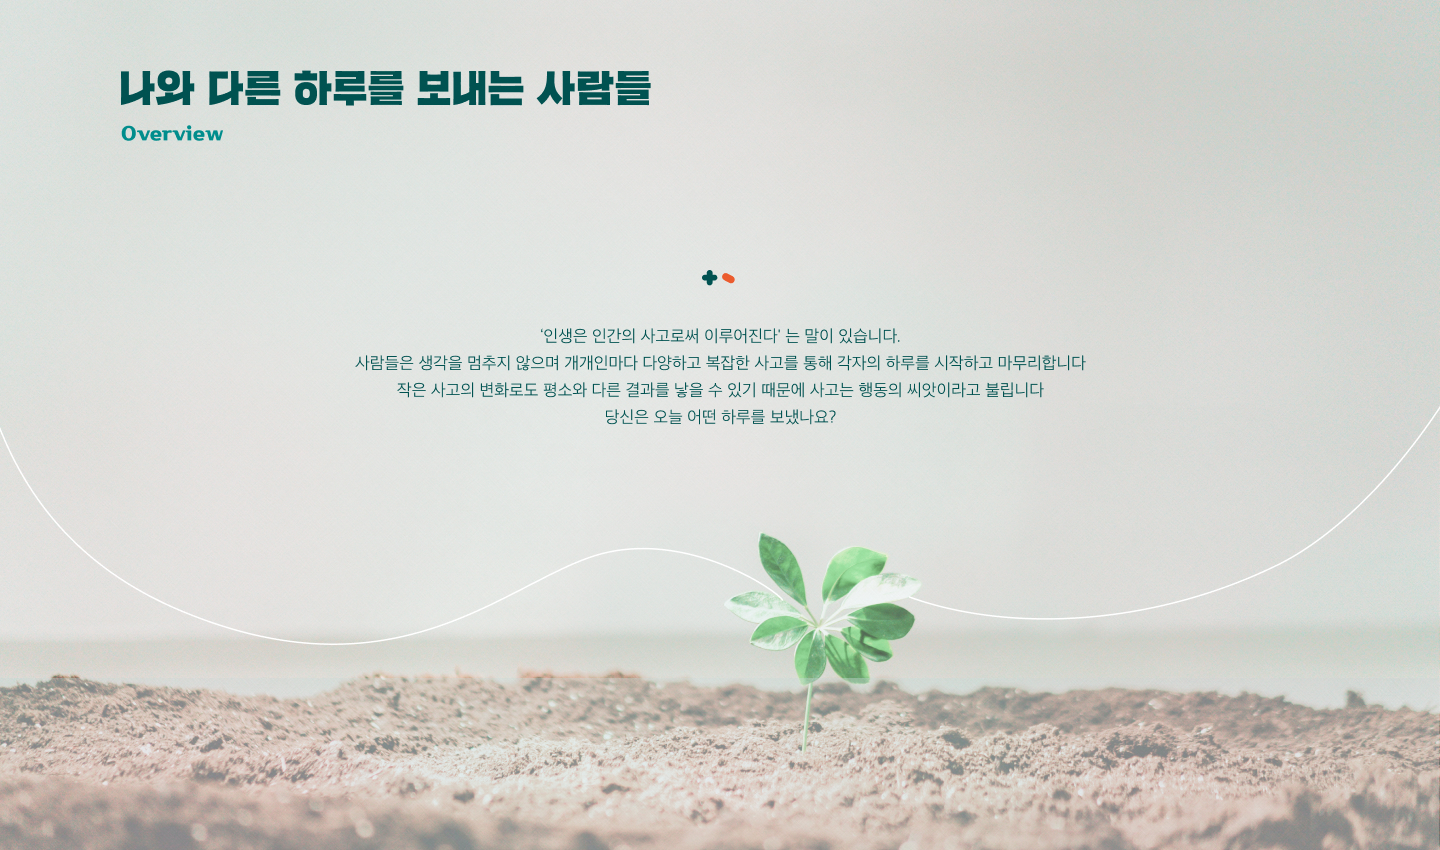 나와 다른 하루를 보내는 사람들
Overview
‘인생은 인간의 사고로써 이루어진다’ 는 말이 있습니다.
사람들은 생각을 멈추지 않으며 개개인마다 다양하고 복잡한 사고를 통해 각자의 하루를 시작하고 마무리합니다
작은 사고의 변화로도 평소와 다른 결과를 낳을 수 있기 때문에 사고는 행동의 씨앗이라고 불립니다
당신은 오늘 어떤 하루를 보냈나요?